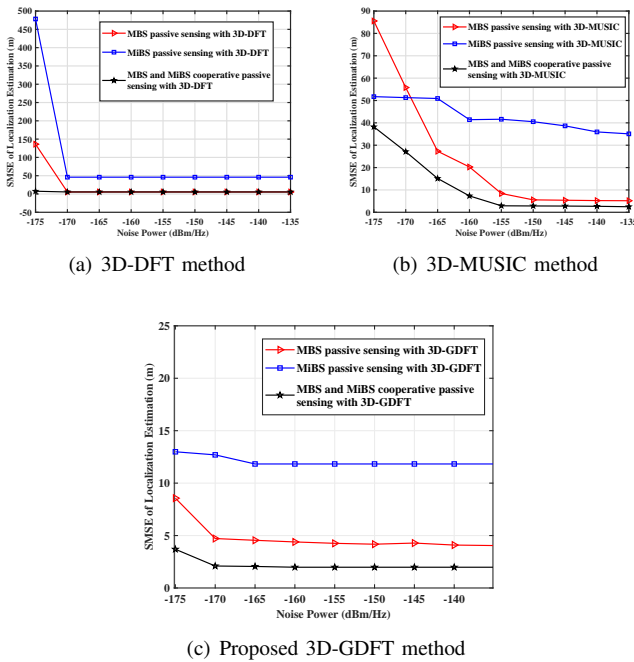 500
450
400
350
300
250
200
150
100
50
0
-50
-175 -170 -165 -160 -155 -150 -145 -140 -135
SMSE of Localization Estimation (m)
Noise Power (dBm/Hz)
MBS passive sensing with 3D-DFT
MiBS passive sensing with 3D-DFT
MBS and MiBS cooperative passive
sensing with 3D-DFT
(a) 3D-DFT method
90
80
70
60
50
40
30
20
10
0
-175 -170 -165 -160 -155 -150 -145 -140 -135
SMSE of Localization Estimation (m)
Noise Power (dBm/Hz)
MBS passive sensing with 3D-MUSIC
MiBS passive sensing with 3D-MUSIC
MBS and MiBS cooperative passive
sensing with 3D-MUSIC
(b) 3D-MUSIC method
25
20
15
10
5
0
-175 -170 -165 -160 -155 -150 -145 -140
SMSE of Localization Estimation (m)
Noise Power (dBm/Hz)
MBS passive sensing with 3D-GDFT
MiBS passive sensing with 3D-GDFT
MBS and MiBS cooperative passive
sensing with 3D-GDFT
(c) Proposed 3D-GDFT method